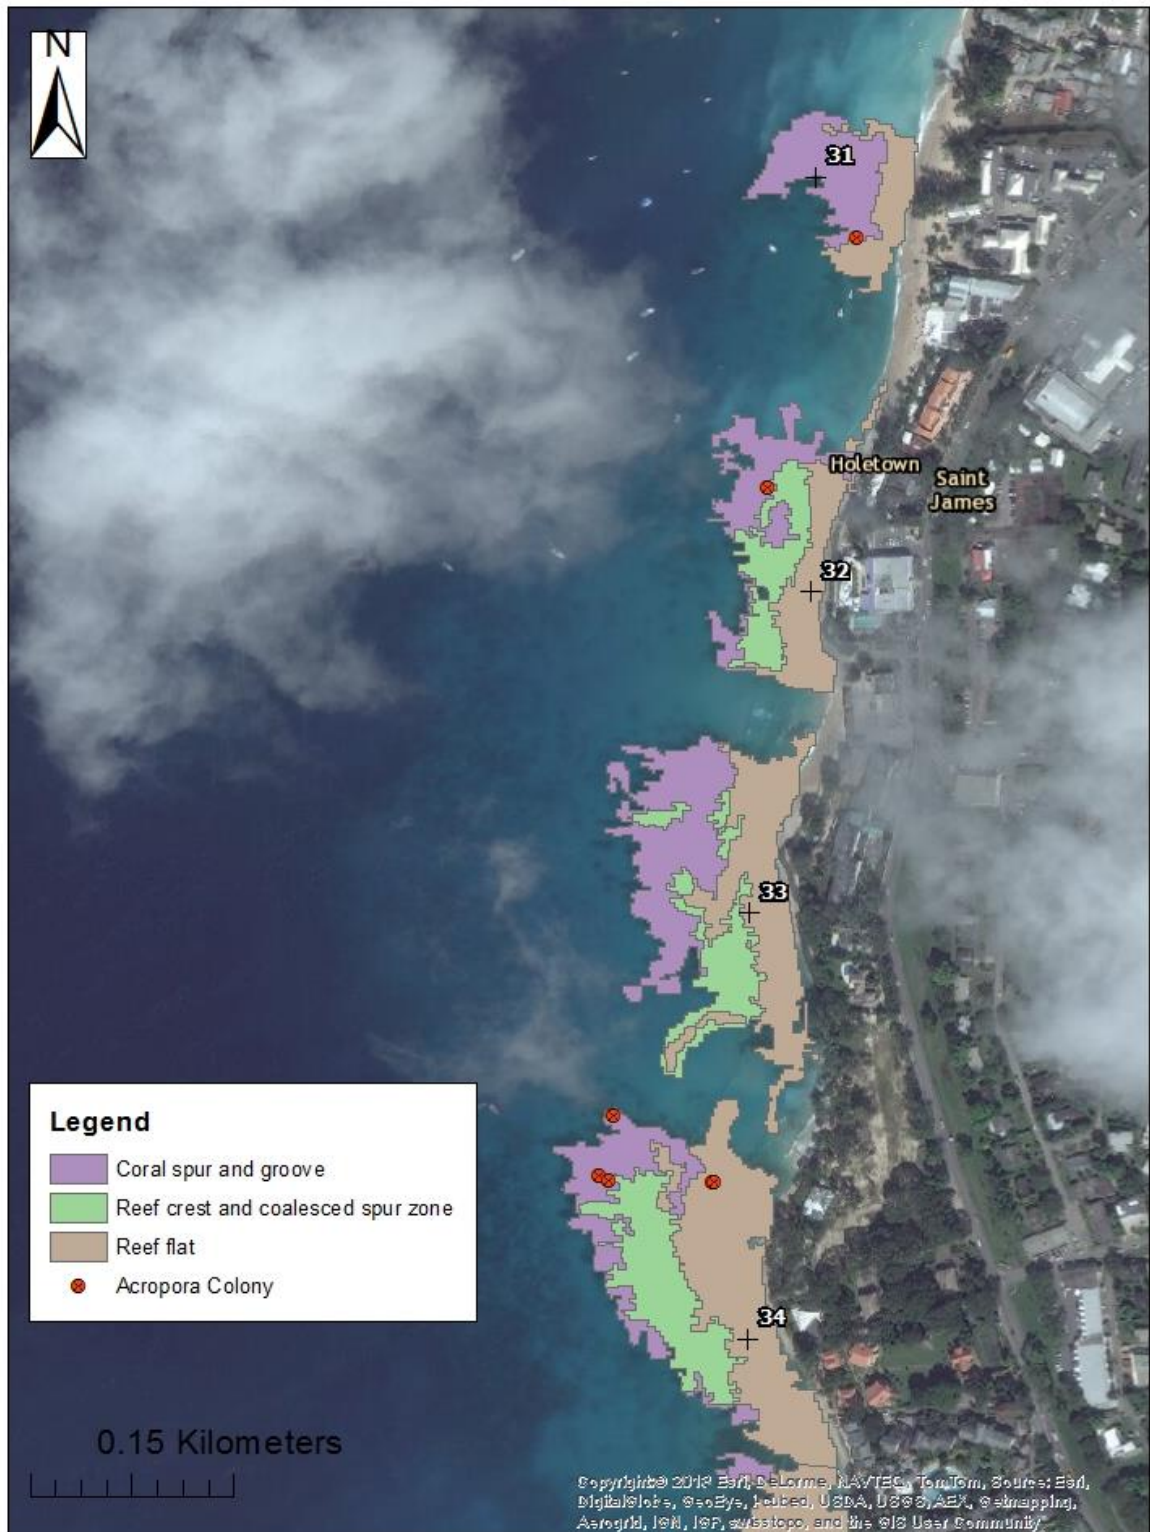 N
31
Holetown
Saint
James
32
33
Legend
Coral spur and groove
Reef crest and coalesced spur zone
Reef flat
Acropora Colony
34
0.15 Kilometers
Esri, DeLorme, NAVTEQ, TomTom, Source: Esri,
DigitalGlobe, GeoEye, i-cubed, USDA, USGS, AEX, Getmapping,
Aerogrid, IGN, IGP, swisstopo, and the GIS User Community